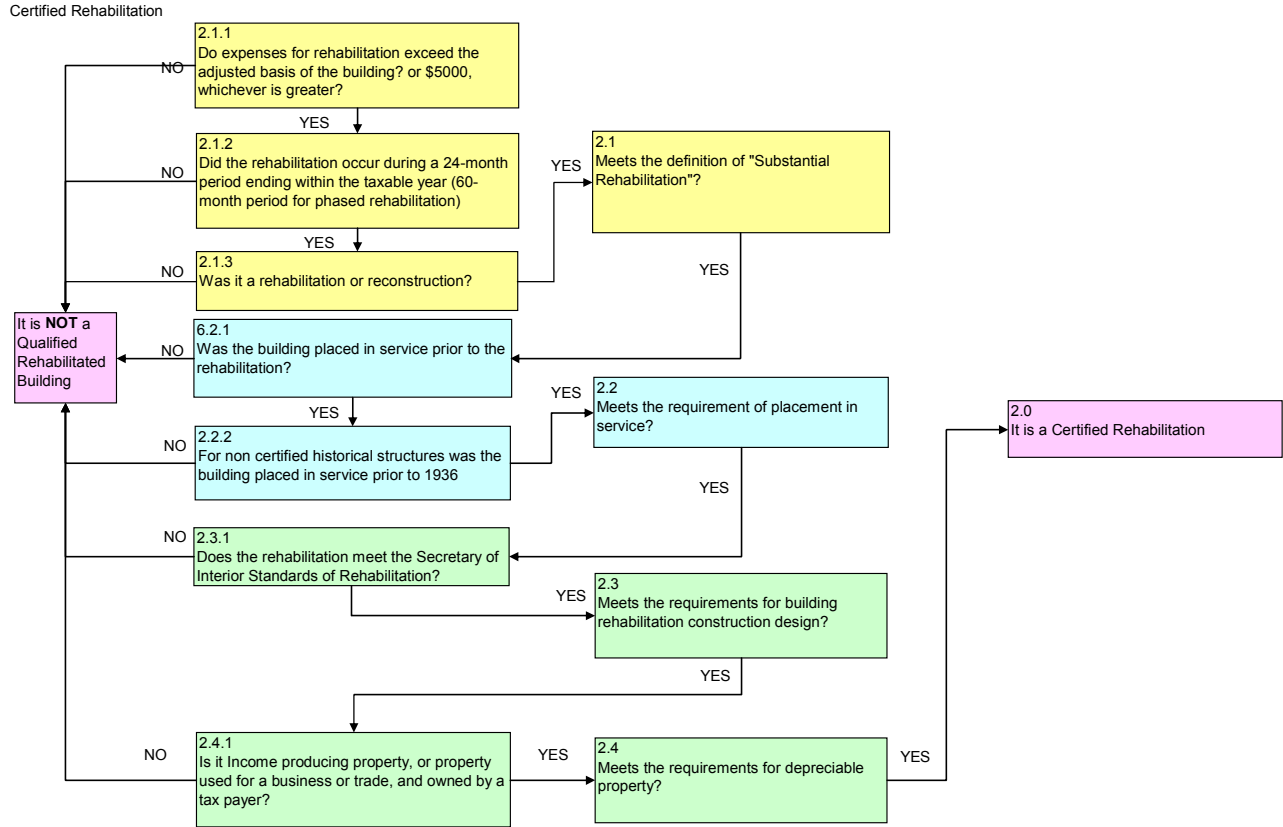 Certified Rehabilitation
2.1.1
Do expenses for rehabilitation exceed the
adjusted basis of the building? or $5000,
whichever is greater?
NO
YES
2.1.2
Did the rehabilitation occur during a 24-month
period ending within the taxable year (60-
month period for phased rehabilitation)
NO
YES
2.1
Meets the definition of "Substantial
Rehabilitation"?
YES
2.1.3
Was it a rehabilitation or reconstruction?
NO
YES
It is NOT a
Qualified
Rehabilitated
Building
6.2.1
Was the building placed in service prior to the
rehabilitation?
NO
YES
2.2
Meets the requirement of placement in
service?
YES
2.0
It is a Certified Rehabilitation
2.2.2
For non certified historical structures was the
building placed in service prior to 1936
NO
YES
2.3.1
Does the rehabilitation meet the Secretary of
Interior Standards of Rehabilitation?
NO
YES
2.3
Meets the requirements for building
rehabilitation construction design?
YES
2.4.1
Is it Income producing property, or property
used for a business or trade, and owned by a
tax payer?
NO
YES
2.4
Meets the requirements for depreciable
property?
YES